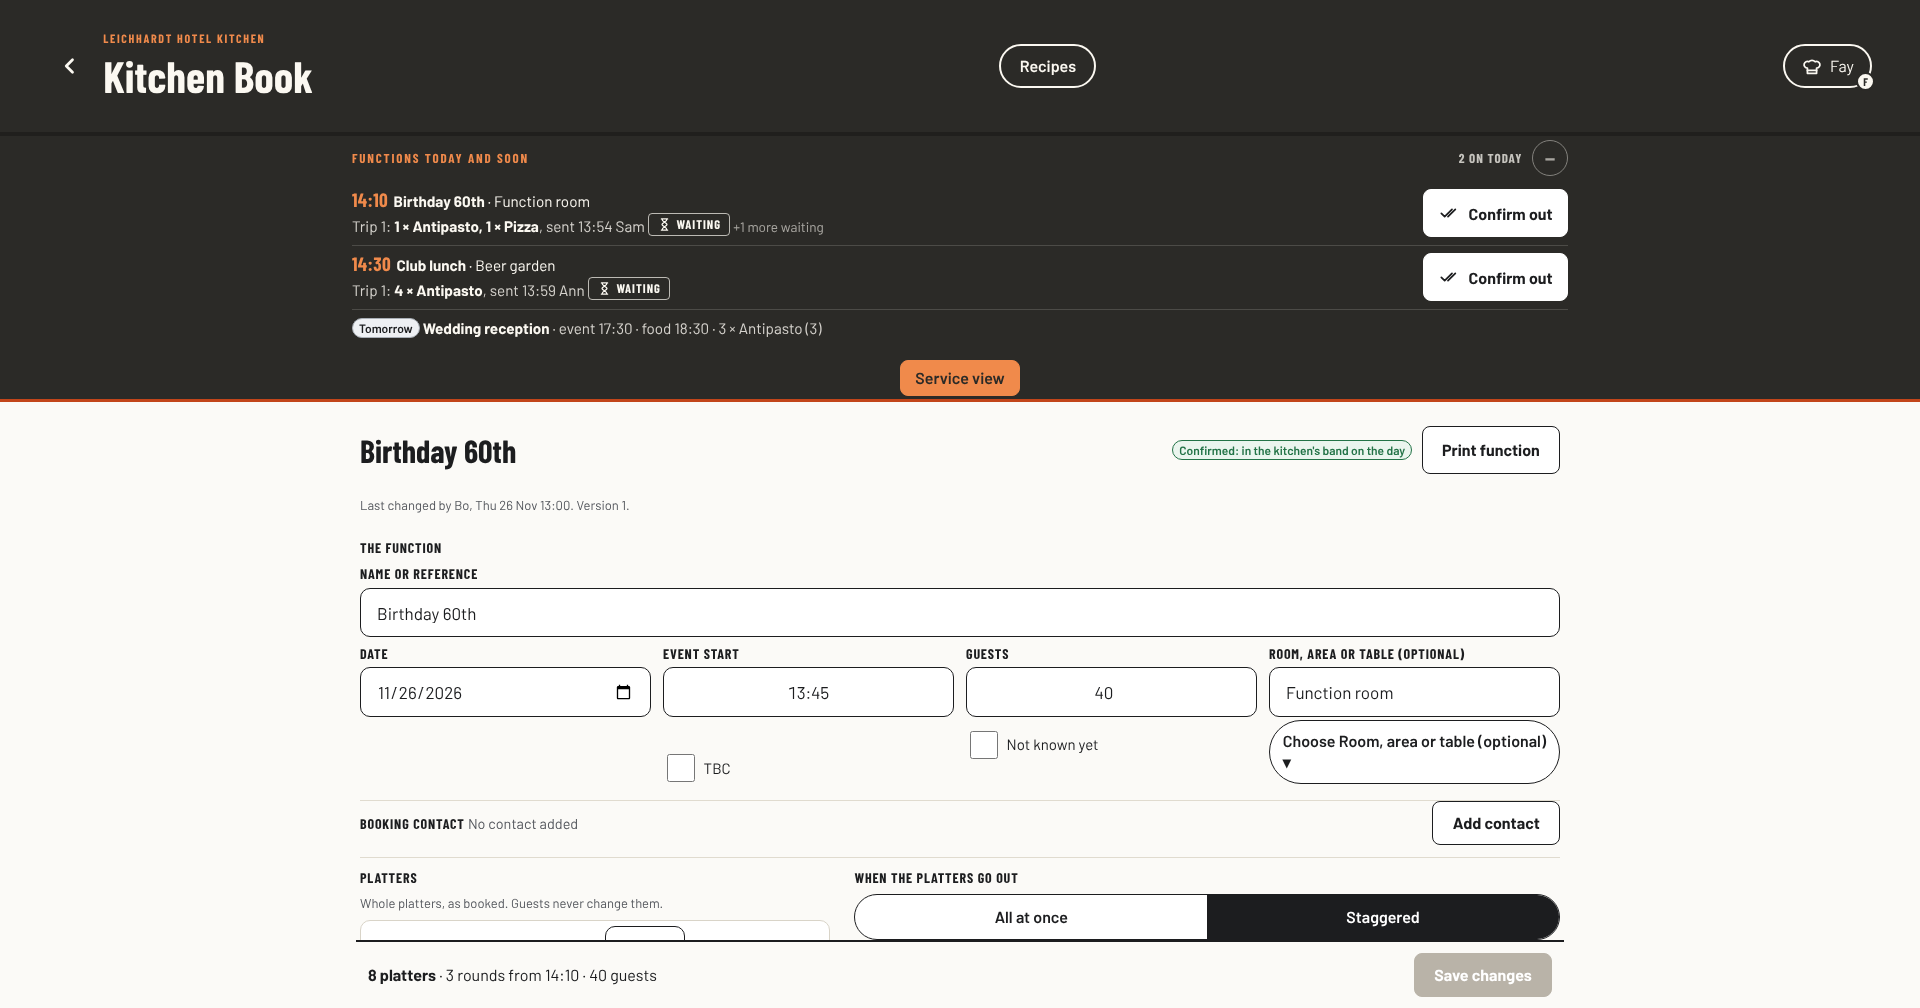 LEICHHARDT HOTEL KITCHEN
Kitchen Book
Recipes
Fay
F
FUNCTIONS TODAY AND SOON
2 ON TODAY
14:10 Birthday 60th · Function room
Trip 1: 1 × Antipasto, 1 × Pizza, sent 13:54 Sam WAITING +1 more waiting
Confirm out
14:30 Club lunch · Beer garden
Trip 1: 4 × Antipasto, sent 13:59 Ann WAITING
Confirm out
Tomorrow Wedding reception · event 17:30 · food 18:30 · 3 × Antipasto (3)
Service view
Birthday 60th
Confirmed: in the kitchen's band on the day
Print function
Last changed by Bo, Thu 26 Nov 13:00. Version 1.
THE FUNCTION
NAME OR REFERENCE
Birthday 60th
DATE
EVENT START
GUESTS
ROOM, AREA OR TABLE (OPTIONAL)
11/26/2026
13:45
40
Function room
TBC
Not known yet
Choose Room, area or table (optional) ▼
BOOKING CONTACT No contact added
Add contact
PLATTERS
Whole platters, as booked. Guests never change them.
WHEN THE PLATTERS GO OUT
All at once
Staggered
8 platters · 3 rounds from 14:10 · 40 guests
Save changes